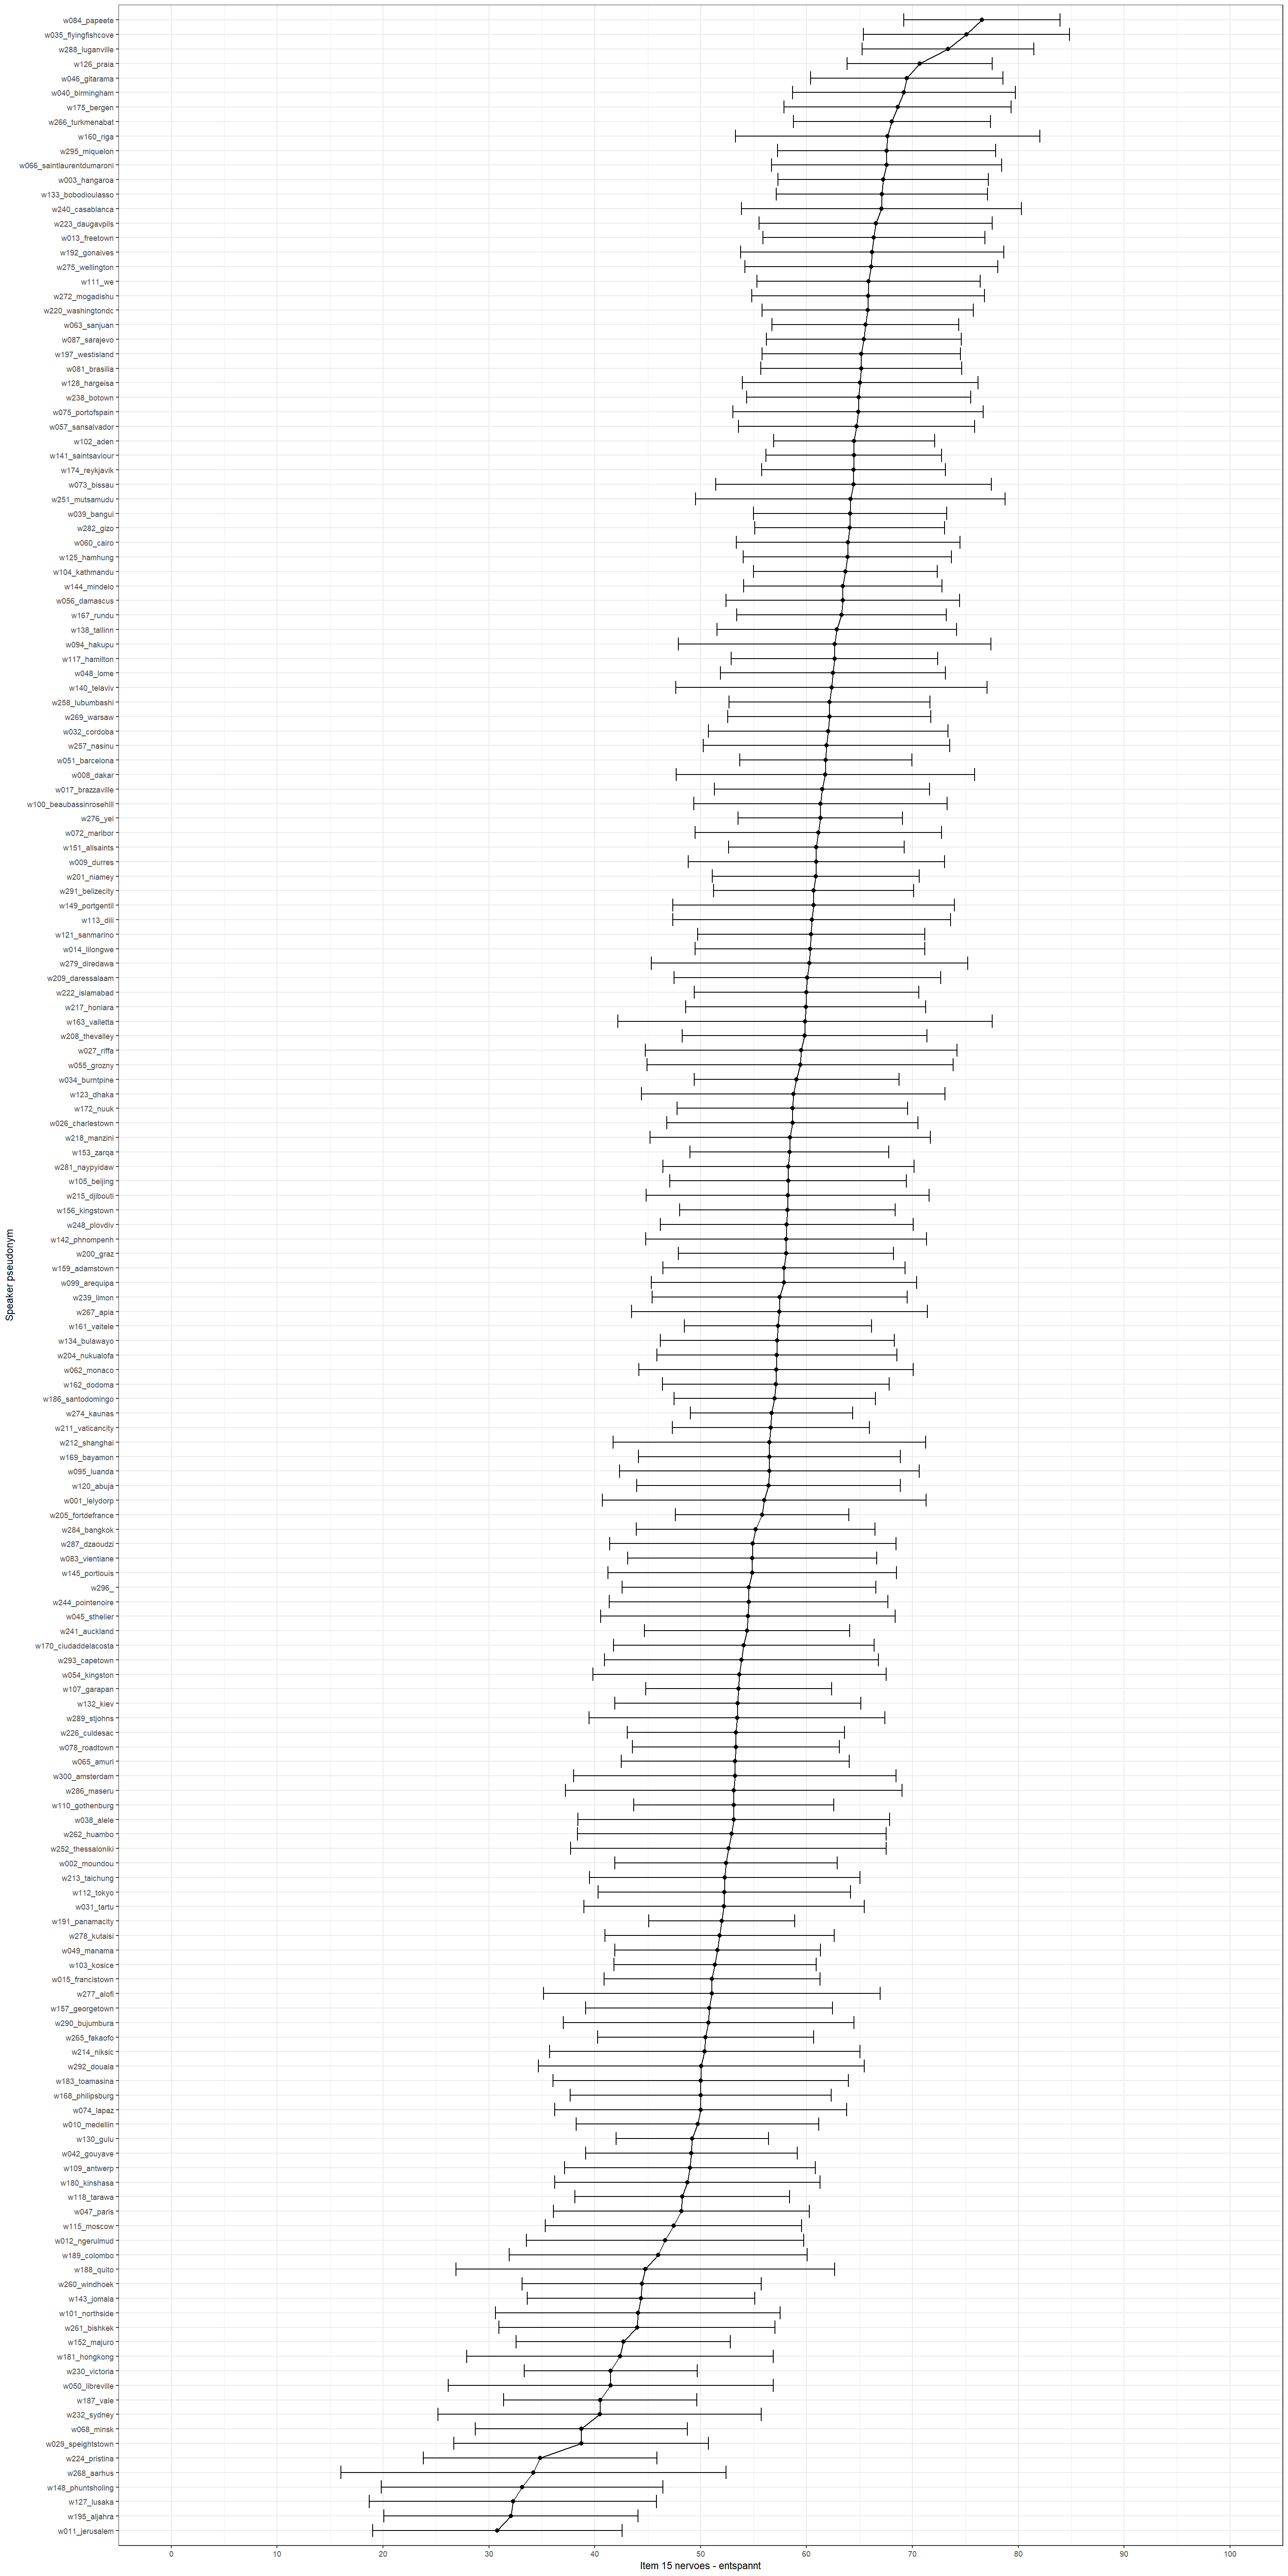 w084_papeete
w035_flyingfishcove
w288_luganville
w126_praia
w046_gitarama
w040_birmingham
w175_bergen
w266_turkmenabat
w160_riga
w295_miquelon
w066_saintlaurentdumaroni
w003_hangaroa
w133_bobodioulasso
w240_casablanca
w223_daugavpils
w013_freetown
w192_gonaives
w275_wellington
w111_we
w272_mogadishu
w220_washingtondc
w063_sanjuan
w087_sarajevo
w197_westisland
w081_brasilia
w128_hargeisa
w238_botown
w075_portofspain
w057_sansalvador
w102_aden
w141_saintsaviour
w174_reykjavik
w073_bissau
w251_mutsamudu
w039_bangui
w282_gizo
w060_cairo
w125_hamhung
w104_kathmandu
w144_mindelo
w056_damascus
w167_rundu
w138_tallinn
w094_hakupu
w117_hamilton
w048_lome
w140_telaviv
w258_lubumbashi
w269_warsaw
w032_cordoba
w257_nasinu
w051_barcelona
w008_dakar
w017_brazzaville
w100_beaubassinrosehill
w276_yei
w072_maribor
w151_allsaints
w009_durres
w201_niamey
w291_belizecity
w149_portgentil
w113_dili
w121_sanmarino
w014_lilongwe
w279_diredawa
w209_daressalaam
w222_islamabad
w217_honiara
w163_valletta
w208_thevalley
w027_riffa
w055_grozny
w034_burntpine
w123_dhaka
w172_nuuk
w026_charlestown
w218_manzini
w153_zarqa
w281_naypyidaw
w105_beijing
w215_djibouti
w156_kingstown
w248_plovdiv
w142_phnompenh
w200_graz
w159_adamstown
w099_arequipa
w239_limon
w267_apia
w161_vaitele
w134_bulawayo
w204_nukualofa
w062_monaco
w162_dodoma
w186_santodomingo
w274_kaunas
w211_vaticancity
w212_shanghai
w169_bayamon
w095_luanda
w120_abuja
w001_lelydorp
w205_fortdefrance
w284_bangkok
w287_dzaoudzi
w083_vientiane
w145_portlouis
w296_
w244_pointenoire
w045_sthelier
w241_auckland
w170_ciudaddelacosta
w293_capetown
w054_kingston
w107_garapan
w132_kiev
w289_stjohns
w226_culdesac
w078_roadtown
w065_amuri
w300_amsterdam
w286_maseru
w110_gothenburg
w038_alele
w262_huambo
w252_thessaloniki
w002_moundou
w213_taichung
w112_tokyo
w031_tartu
w191_panamacity
w278_kutaisi
w049_manama
w103_kosice
w015_francistown
w277_alofi
w157_georgetown
w290_bujumbura
w265_fakaofo
w214_niksic
w292_douala
w183_toamasina
w168_philipsburg
w074_lapaz
w010_medellin
w130_gulu
w042_gouyave
w109_antwerp
w180_kinshasa
w118_tarawa
w047_paris
w115_moscow
w012_ngerulmud
w189_colombo
w188_quito
w260_windhoek
w143_jomala
w101_northside
w261_bishkek
w152_majuro
w181_hongkong
w230_victoria
w050_libreville
w187_vale
w232_sydney
w068_minsk
w029_speightstown
w224_pristina
w268_aarhus
w148_phuntsholing
w127_lusaka
w195_aljahra
w011_jerusalem
0 10 20 30 40 50 60 70 80 90 100
Item 15 nervoes - entspannt
Speaker pseudonym